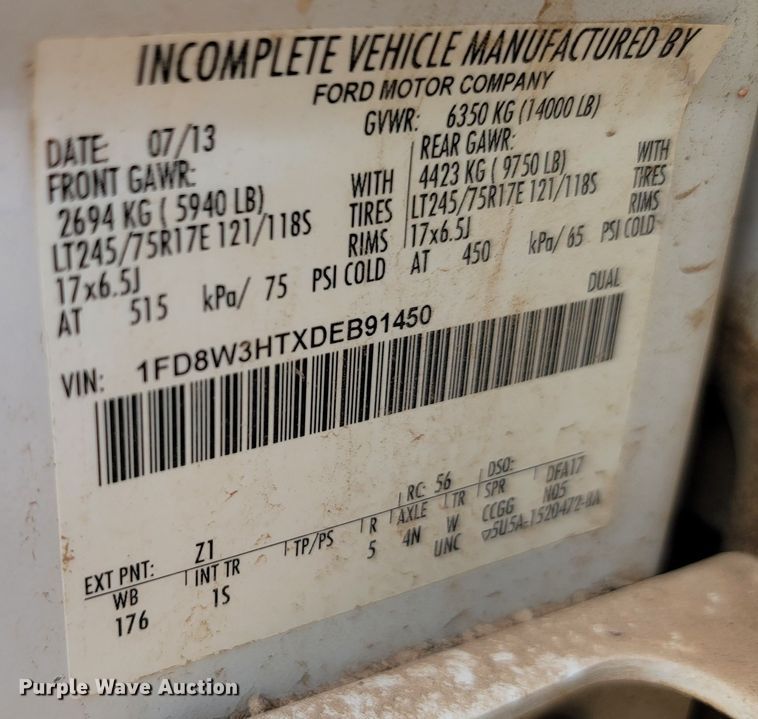 INCOMPLETE VEHICLE MANUFACTURED BY
FORD MOTOR COMPANY
DATE: 07/13
GVWR: 6350 KG (14000 LB)
FRONT GAWR:
2694 KG ( 5940 LB)
WITH
LT245/75R17E 121/118S
TIRES
17x6.5J
RIMS
AT 515 kPa/ 75 PSI COLD
REAR GAWR:
4423 KG ( 9750 LB)
WITH
LT245/75R17E 121/118S
TIRES
17x6.5J
RIMS
AT 450 kPa/ 65 PSI COLD
DUAL
VIN: 1FD8W3HTXDEB91450
EXT PNT: Z1 RC: 56 DSO:
WB INT TR TP/PS R AXLE TR SPR DFA17
176 1S 5 4N W CCGG N05
UNC 5U5A-1520472-BA
Purple Wave Auction